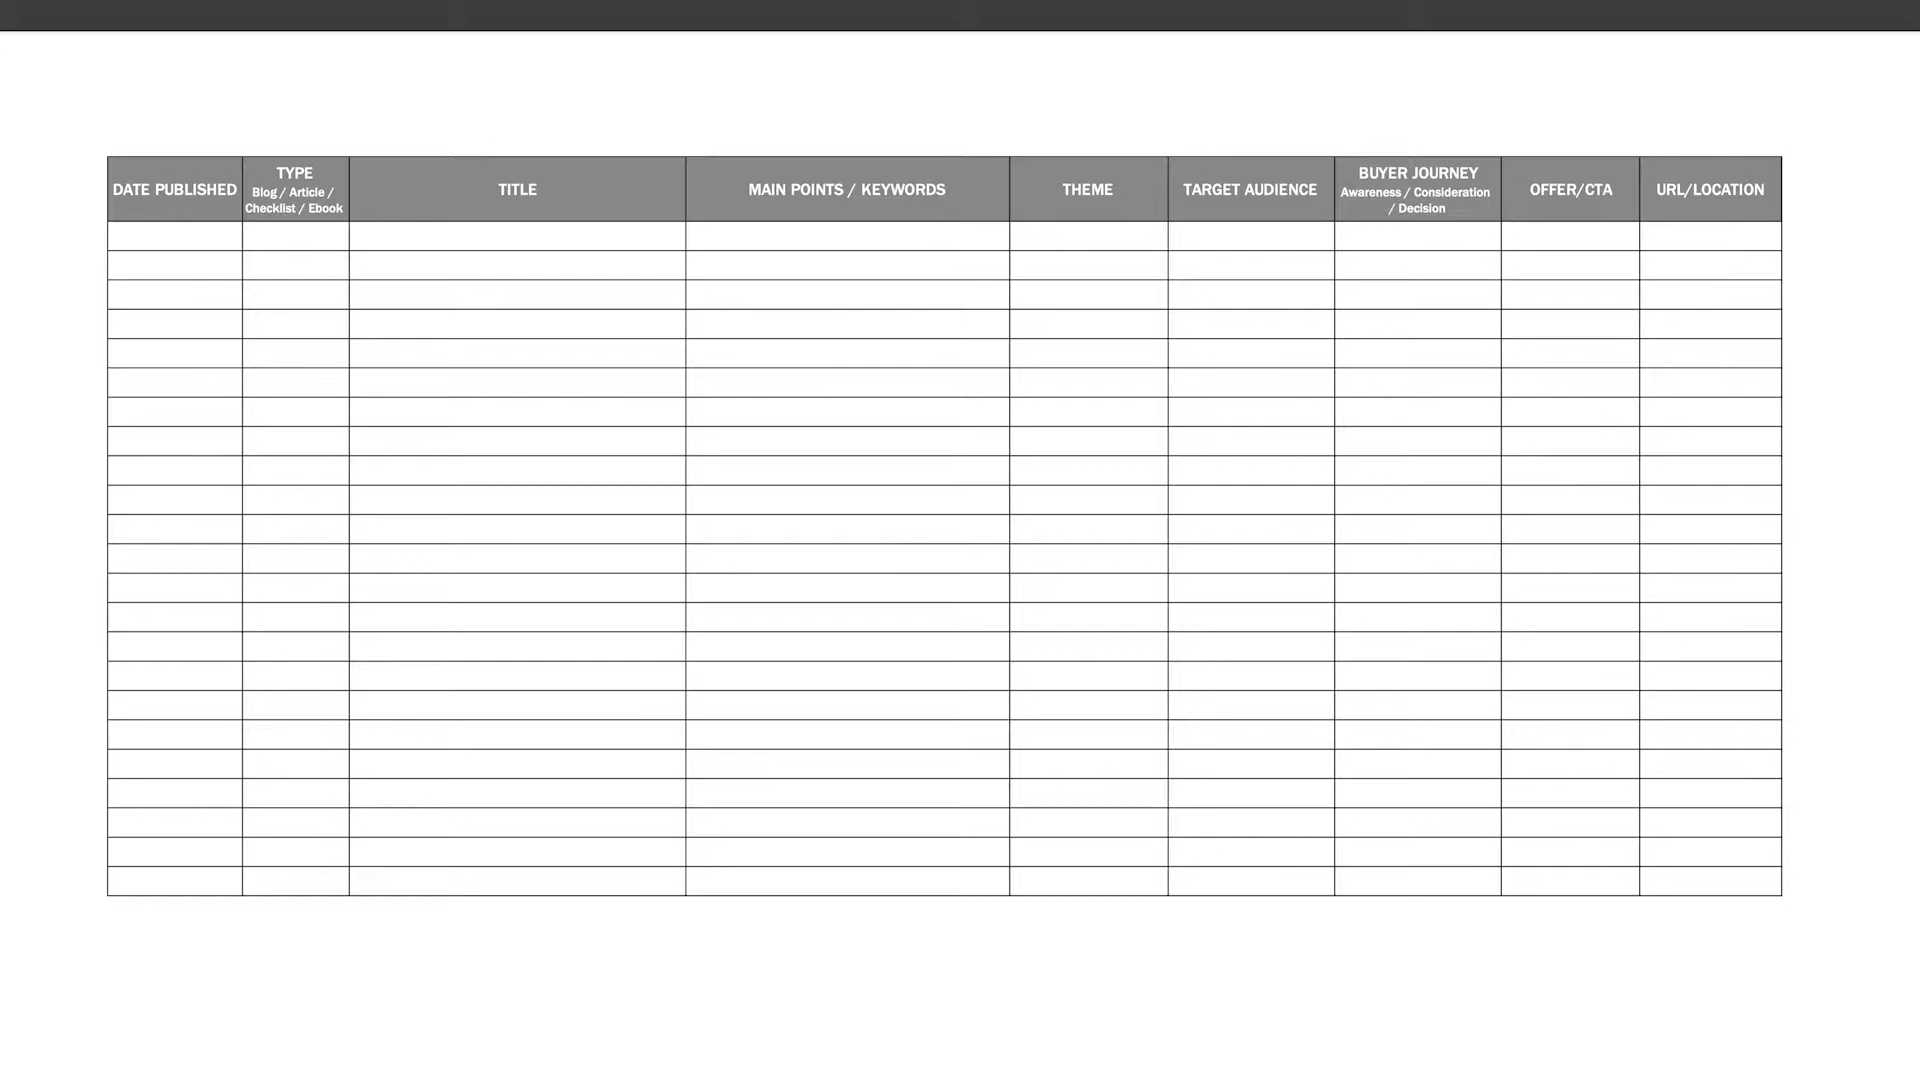 DATE PUBLISHED
TYPE
Blog / Article /
Checklist / Ebook
TITLE
MAIN POINTS / KEYWORDS
THEME
TARGET AUDIENCE
BUYER JOURNEY
Awareness / Consideration
/ Decision
OFFER/CTA
URL/LOCATION